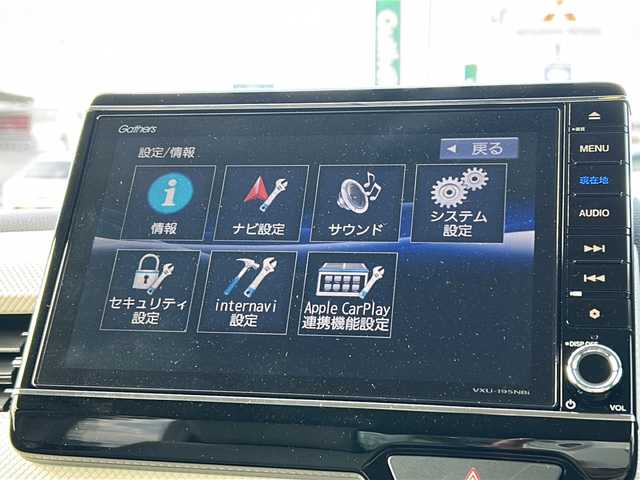 Gathers
設定/情報
◀ 戻る
情報
ナビ設定
サウンド
システム
設定
セキュリティ
設定
internavi
設定
Apple CarPlay
連携機能設定
MENU
現在地
AUDIO
DISP OFF
VOL
VXU-195NBi